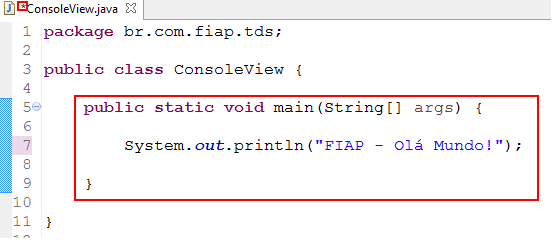 *ConsoleView.java
1 package br.com.fiap.tds;
2
3 public class ConsoleView {
4
5 public static void main(String[] args) {
6
7 System.out.println("FIAP - Olá Mundo!");
8
9 }
10
11 }